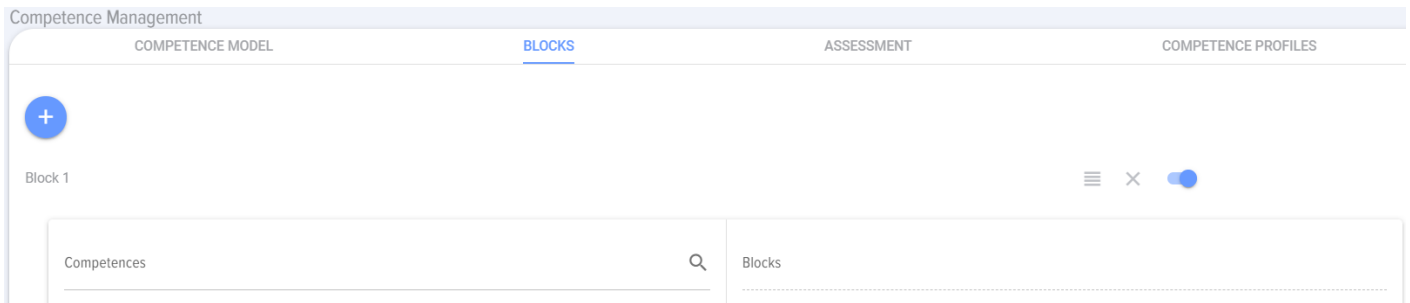 Competence Management
COMPETENCE MODEL BLOCKS ASSESSMENT COMPETENCE PROFILES
Block 1
Competences Blocks